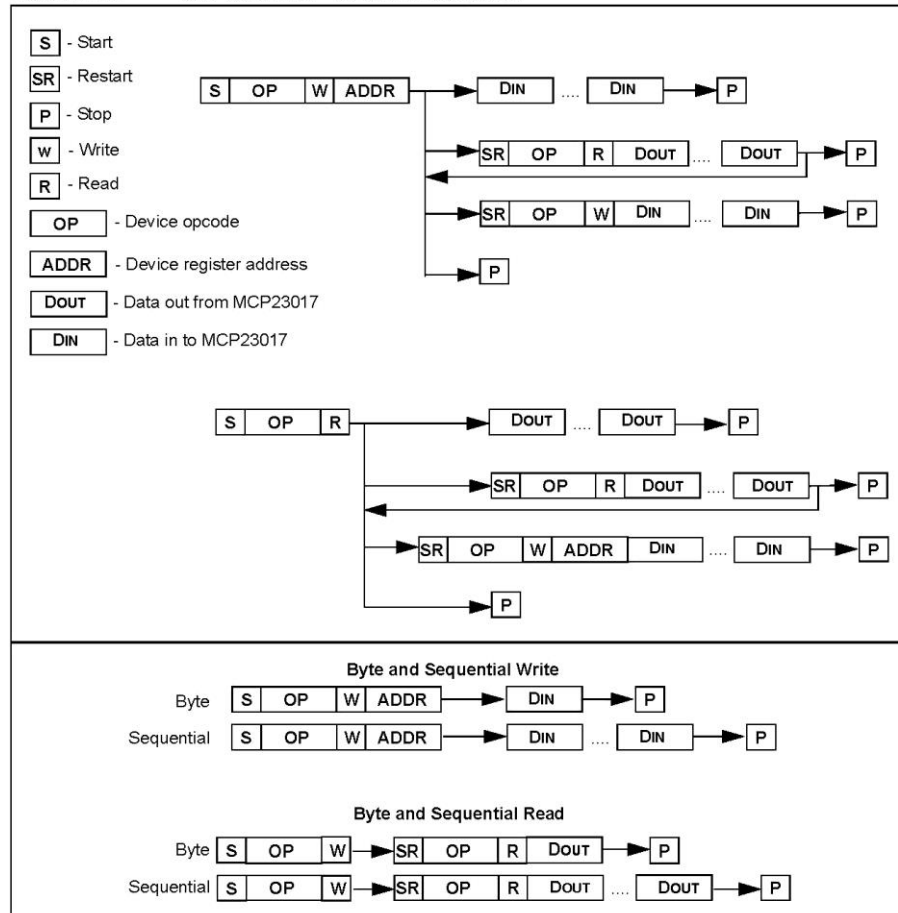 S - Start
SR - Restart
P - Stop
W - Write
R - Read
OP - Device opcode
ADDR - Device register address
DOUT - Data out from MCP23017
DIN - Data in to MCP23017
S OP W ADDR DIN .... DIN P
SR OP R DOUT .... DOUT P
SR OP W DIN .... DIN P
P
S OP R DOUT .... DOUT P
SR OP R DOUT .... DOUT P
SR OP W ADDR DIN .... DIN P
P
Byte and Sequential Write
Byte S OP W ADDR DIN P
Sequential S OP W ADDR DIN .... DIN P
Byte and Sequential Read
Byte S OP W SR OP R DOUT P
Sequential S OP W SR OP R DOUT .... DOUT P